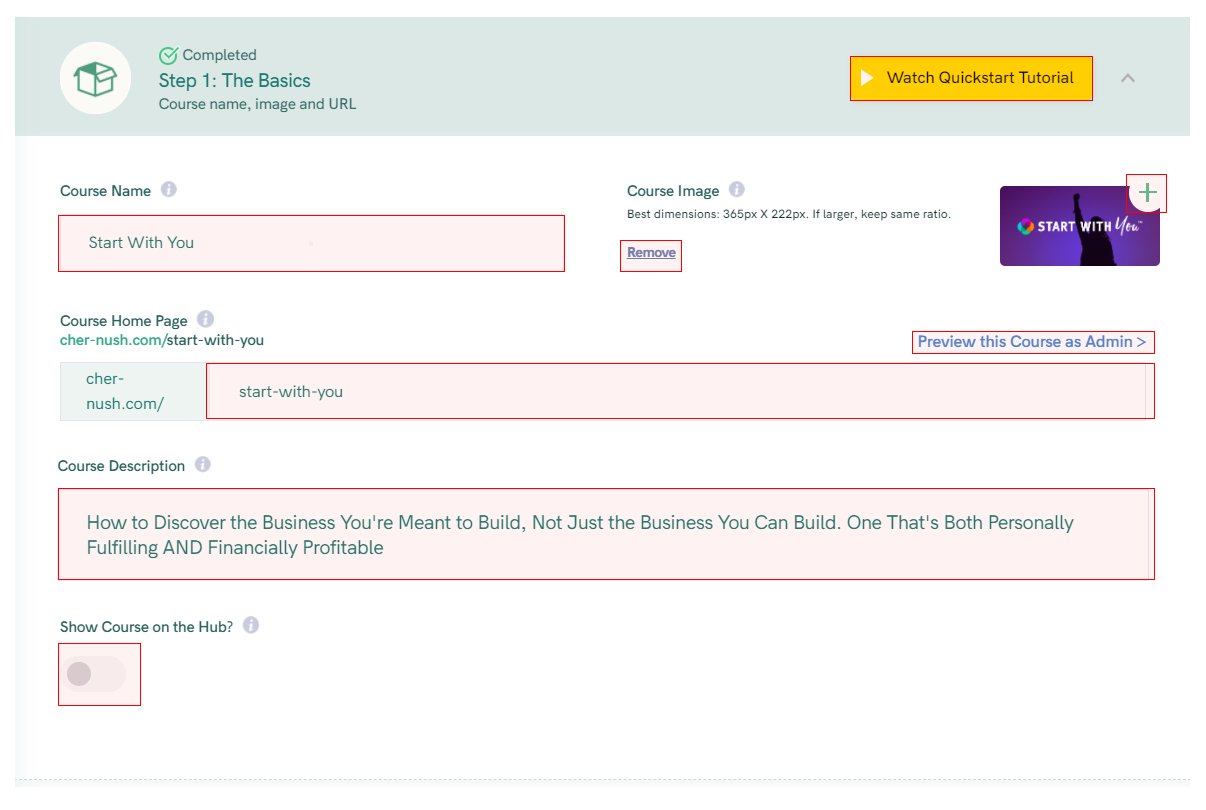 Completed
Step 1: The Basics
Course name, image and URL
Watch Quickstart Tutorial
Course Name
Start With You
Course Image
Best dimensions: 365px X 222px. If larger, keep same ratio.
Remove
START WITH You™
Course Home Page
cher-nush.com/start-with-you
Preview this Course as Admin >
cher-
nush.com/
start-with-you
Course Description
How to Discover the Business You're Meant to Build, Not Just the Business You Can Build. One That's Both Personally
Fulfilling AND Financially Profitable
Show Course on the Hub?